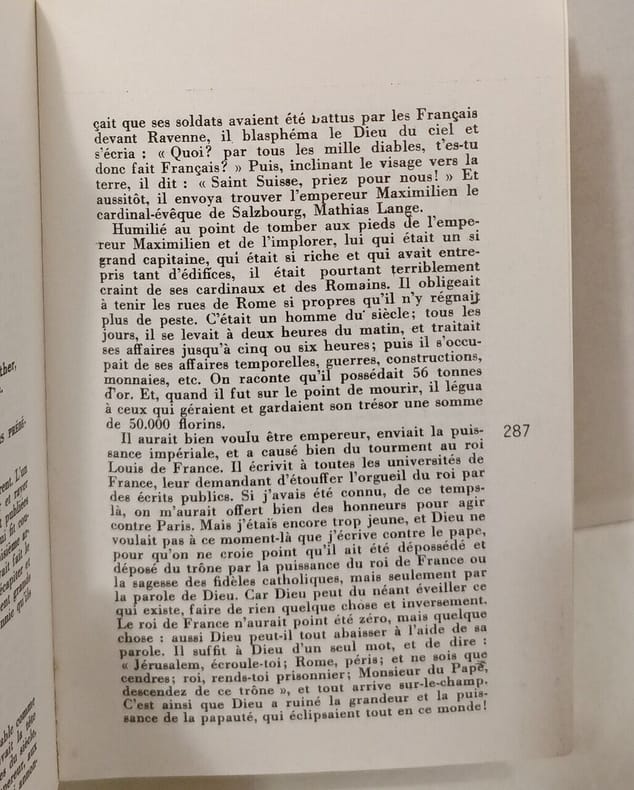 çait que ses soldats avaient été battus par les Français
devant Ravenne, il blasphéma le Dieu du ciel et
s'écria : « Quoi? par tous les mille diables, t'es-tu
donc fait Français? » Puis, inclinant le visage vers la
terre, il dit : « Saint Suisse, priez pour nous! » Et
aussitôt, il envoya trouver l'empereur Maximilien le
cardinal-évêque de Salzbourg, Mathias Lange.
Humilié au point de tomber aux pieds de l'empe-
reur Maximilien et de l'implorer, lui qui était un si
grand capitaine, qui était si riche et qui avait entre-
pris tant d'édifices, il était pourtant terriblement
craint de ses cardinaux et des Romains. Il obligeait
à tenir les rues de Rome si propres qu'il n'y régnait
plus de peste. C'était un homme du siècle; tous les
jours, il se levait à deux heures du matin, et traitait
ses affaires jusqu'à cinq ou six heures; puis il s'occu-
pait de ses affaires temporelles, guerres, constructions,
monnaies, etc. On raconte qu'il possédait 56 tonnes
d'or. Et, quand il fut sur le point de mourir, il légua
à ceux qui géraient et gardaient son trésor une somme
de 50.000 florins.
Il aurait bien voulu être empereur, enviait la puis-
sance impériale, et a causé bien du tourment au roi
Louis de France. Il écrivit à toutes les universités de
France, leur demandant d'étouffer l'orgueil du roi par
des écrits publics. Si j'avais été connu, de ce temps-
là, on m'aurait offert bien des honneurs pour agir
contre Paris. Mais j'étais encore trop jeune, et Dieu ne
voulait pas à ce moment-là que j'écrive contre le pape,
pour qu'on ne croie point qu'il ait été dépossédé et
déposé du trône par la puissance du roi de France ou
la sagesse des fidèles catholiques, mais seulement par
la parole de Dieu. Car Dieu peut du néant éveiller ce
qui existe, faire de rien quelque chose et inversement.
Le roi de France n'aurait point été zéro, mais quelque
chose : aussi Dieu peut-il tout abaisser à l'aide de sa
parole. Il suffit à Dieu d'un seul mot, et de dire :
« Jérusalem, écroule-toi; Rome, péris; et ne sois que
cendres; roi, rends-toi prisonnier; Monsieur du Pape,
descendez de ce trône », et tout arrive sur-le-champ.
C'est ainsi que Dieu a ruiné la grandeur et la puis-
sance de la papauté, qui éclipsaient tout en ce monde!
287